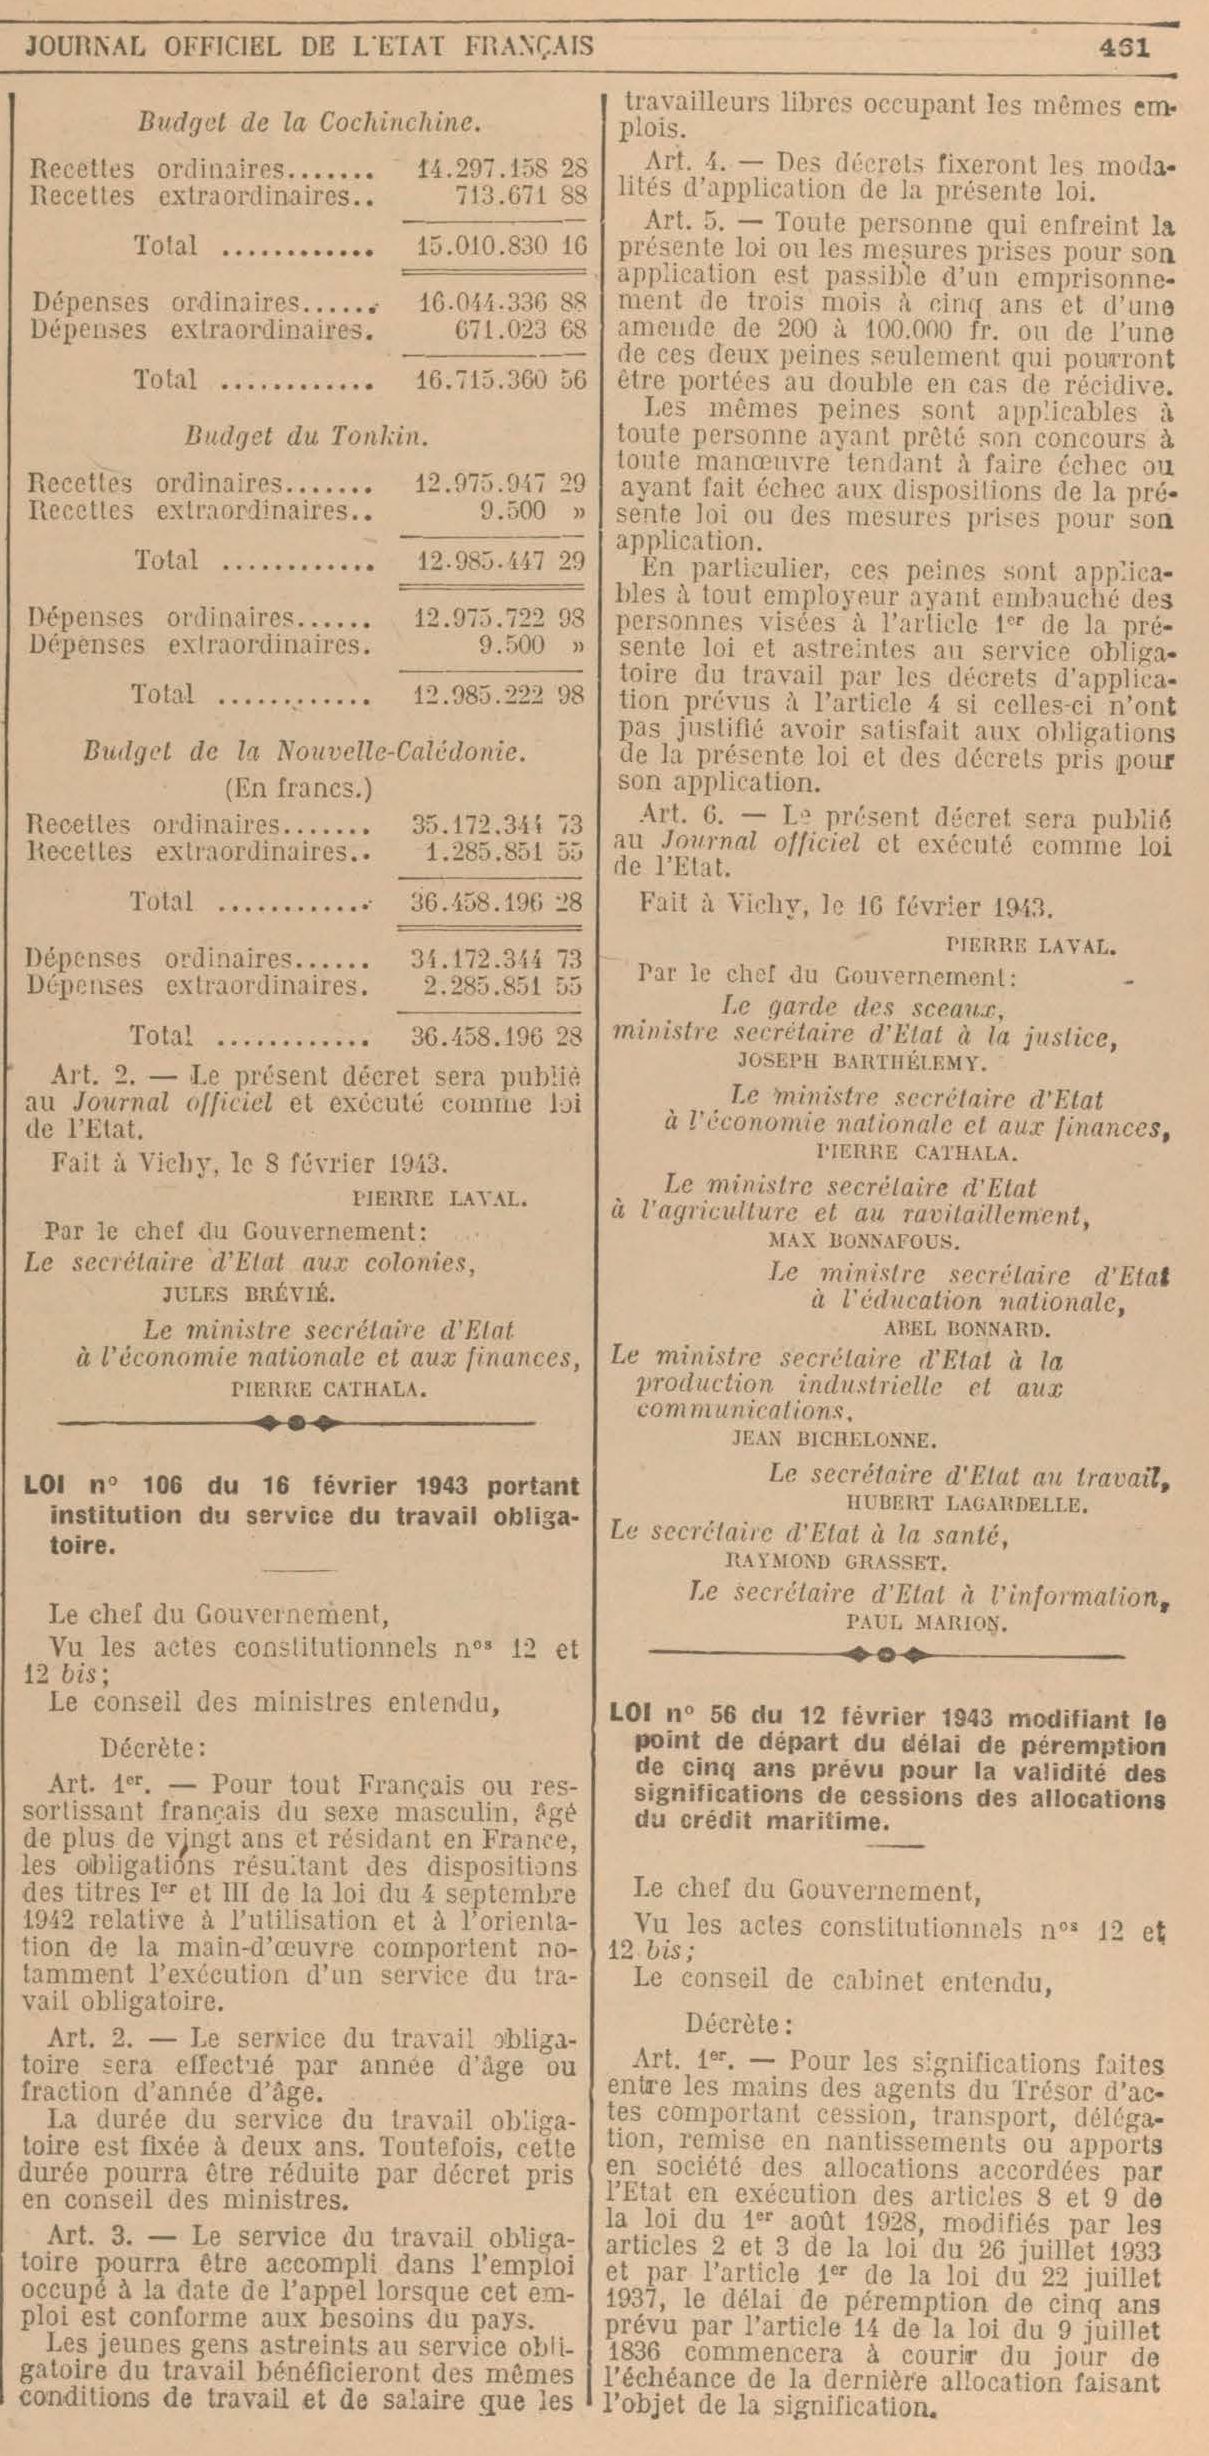 JOURNAL OFFICIEL DE L'ETAT FRANÇAIS 461
Budget de la Cochinchine.
Recettes ordinaires....... 14.297.158 28
Recettes extraordinaires.. 713.671 88
Total ............ 15.010.830 16
Dépenses ordinaires...... 16.044.336 88
Dépenses extraordinaires. 671.023 68
Total ............ 16.715.360 56
Budget du Tonkin.
Recettes ordinaires....... 12.975.947 29
Recettes extraordinaires.. 9.500 »
Total ............ 12.985.447 29
Dépenses ordinaires...... 12.975.722 98
Dépenses extraordinaires. 9.500 »
Total ............ 12.985.222 98
Budget de la Nouvelle-Calédonie.
(En francs.)
Recettes ordinaires....... 35.172.344 73
Recettes extraordinaires.. 1.285.851 55
Total ............ 36.458.196 28
Dépenses ordinaires...... 34.172.344 73
Dépenses extraordinaires. 2.285.851 55
Total ............ 36.458.196 28
Art. 2. — Le présent décret sera publié
au Journal officiel et exécuté comme loi
de l'Etat.
Fait à Vichy, le 8 février 1943.
PIERRE LAVAL.
Par le chef du Gouvernement:
Le secrétaire d'Etat aux colonies,
JULES BRÉVIÉ.
Le ministre secrétaire d'Etat
à l'économie nationale et aux finances,
PIERRE CATHALA.
LOI n° 106 du 16 février 1943 portant
institution du service du travail obliga-
toire.
Le chef du Gouvernement,
Vu les actes constitutionnels nos 12 et
12 bis;
Le conseil des ministres entendu,
Décrète:
Art. 1er. — Pour tout Français ou res-
sortissant français du sexe masculin, âgé
de plus de vingt ans et résidant en France,
les obligations résultant des dispositions
des titres Ier et III de la loi du 4 septembre
1942 relative à l'utilisation et à l'orienta-
tion de la main-d'œuvre comportent no-
tamment l'exécution d'un service du tra-
vail obligatoire.
Art. 2. — Le service du travail obliga-
toire sera effectué par année d'âge ou
fraction d'année d'âge.
La durée du service du travail obliga-
toire est fixée à deux ans. Toutefois, cette
durée pourra être réduite par décret pris
en conseil des ministres.
Art. 3. — Le service du travail obliga-
toire pourra être accompli dans l'emploi
occupé à la date de l'appel lorsque cet em-
ploi est conforme aux besoins du pays.
Les jeunes gens astreints au service obli-
gatoire du travail bénéficieront des mêmes
conditions de travail et de salaire que les
travailleurs libres occupant les mêmes em-
plois.
Art. 4. — Des décrets fixeront les moda-
lités d'application de la présente loi.
Art. 5. — Toute personne qui enfreint la
présente loi ou les mesures prises pour son
application est passible d'un emprisonne-
ment de trois mois à cinq ans et d'une
amende de 200 à 100.000 fr. ou de l'une
de ces deux peines seulement qui pourront
être portées au double en cas de récidive.
Les mêmes peines sont applicables à
toute personne ayant prêté son concours à
toute manœuvre tendant à faire échec ou
ayant fait échec aux dispositions de la pré-
sente loi ou des mesures prises pour son
application.
En particulier, ces peines sont applica-
bles à tout employeur ayant embauché des
personnes visées à l'article 1er de la pré-
sente loi et astreintes au service obliga-
toire du travail par les décrets d'applica-
tion prévus à l'article 4 si celles-ci n'ont
pas justifié avoir satisfait aux obligations
de la présente loi et des décrets pris pour
son application.
Art. 6. — Le présent décret sera publié
au Journal officiel et exécuté comme loi
de l'Etat.
Fait à Vichy, le 16 février 1943.
PIERRE LAVAL.
Par le chef du Gouvernement:
Le garde des sceaux,
ministre secrétaire d'Etat à la justice,
JOSEPH BARTHÉLEMY.
Le ministre secrétaire d'Etat
à l'économie nationale et aux finances,
PIERRE CATHALA.
Le ministre secrétaire d'Etat
à l'agriculture et au ravitaillement,
MAX BONNAFOUS.
Le ministre secrétaire d'Etat
à l'éducation nationale,
ABEL BONNARD.
Le ministre secrétaire d'Etat à la
production industrielle et aux
communications,
JEAN BICHELONNE.
Le secrétaire d'Etat au travail,
HUBERT LAGARDELLE.
Le secrétaire d'Etat à la santé,
RAYMOND GRASSET.
Le secrétaire d'Etat à l'information,
PAUL MARION.
LOI n° 56 du 12 février 1943 modifiant le
point de départ du délai de péremption
de cinq ans prévu pour la validité des
significations de cessions des allocations
du crédit maritime.
Le chef du Gouvernement,
Vu les actes constitutionnels nos 12 et
12 bis;
Le conseil de cabinet entendu,
Décrète:
Art. 1er. — Pour les significations faites
entre les mains des agents du Trésor d'ac-
tes comportant cession, transport, déléga-
tion, remise en nantissements ou apports
en société des allocations accordées par
l'Etat en exécution des articles 8 et 9 de
la loi du 1er août 1928, modifiés par les
articles 2 et 3 de la loi du 26 juillet 1933
et par l'article 1er de la loi du 22 juillet
1937, le délai de péremption de cinq ans
prévu par l'article 14 de la loi du 9 juillet
1836 commencera à courir du jour de
l'échéance de la dernière allocation faisant
l'objet de la signification.